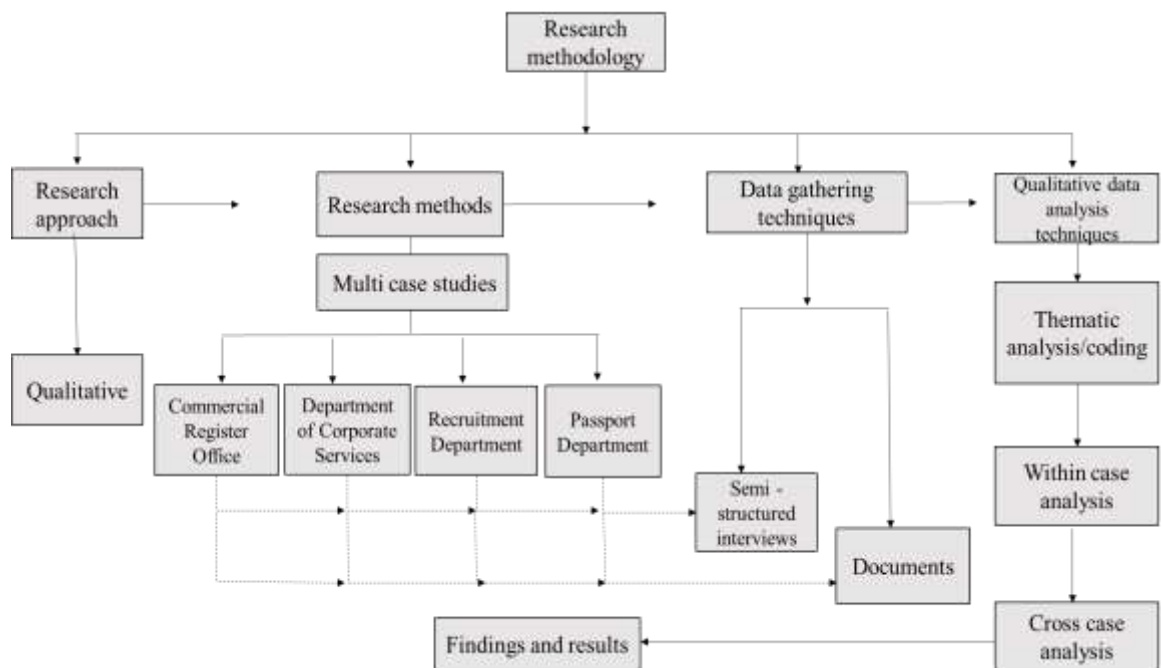 Research
methodology
Research
approach
Research methods
Data gathering
techniques
Qualitative data
analysis
techniques
Multi case studies
Thematic
analysis/coding
Qualitative
Commercial
Register
Office
Department
of Corporate
Services
Recruitment
Department
Passport
Department
Semi -
structured
interviews
Within case
analysis
Documents
Findings and results
Cross case
analysis